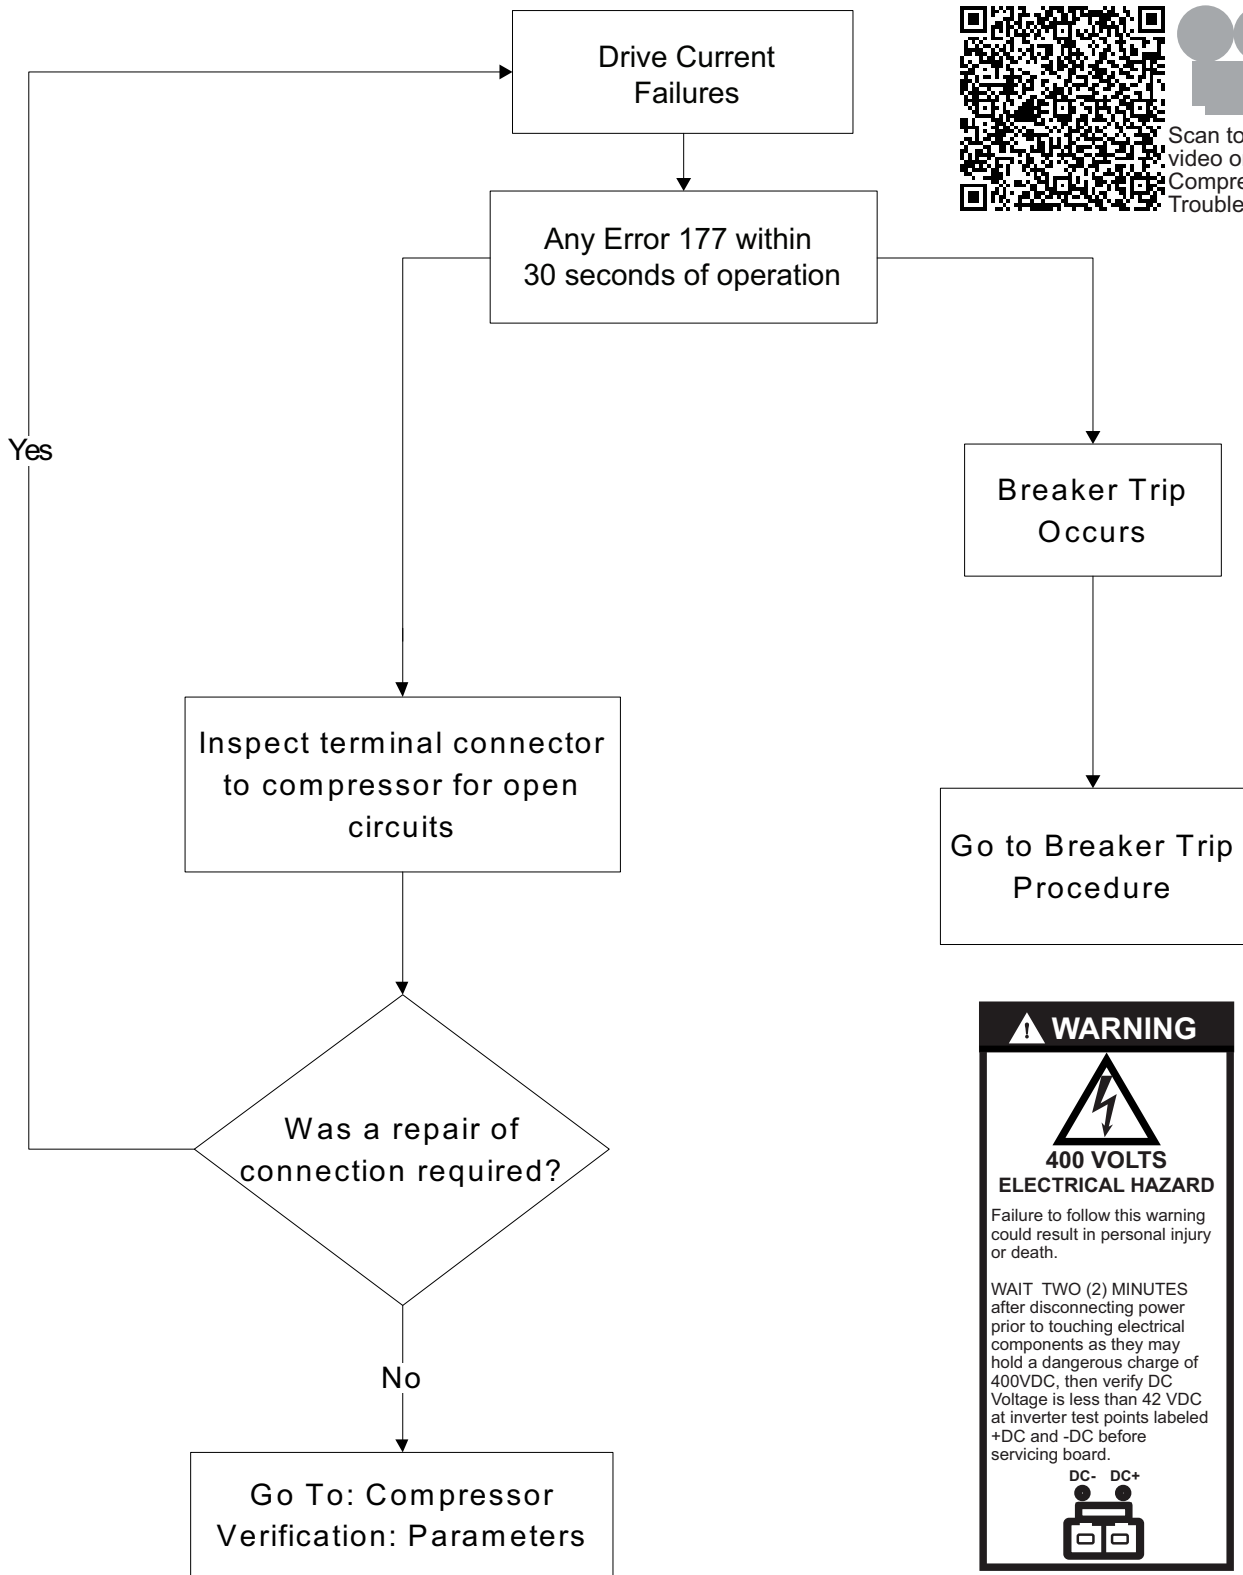 Drive Current
Failures
Scan to
video
Trouble
Any Error 177 within
30 seconds of operation
Yes
Breaker Trip
Occurs
Inspect terminal connector
to compressor for open
circuits
Go to Breaker Trip
Procedure
Was a repair of
connection required?
No
Go To: Compressor
Verification: Parameters
WARNING
400 VOLTS
ELECTRICAL HAZARD
Failure to follow this warning
could result in personal injury
or death.
WAIT TWO (2) MINUTES
after disconnecting power
prior to touching electrical
components as they may
hold a dangerous charge of
400VDC, then verify DC
Voltage is less than 42 VDC
at inverter test points labeled
+DC and -DC before
servicing board.
DC- DC+